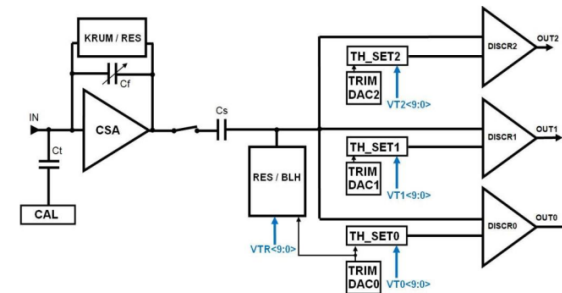 KRUM / RES
Cf
IN
CSA
Cs
Ct
CAL
RES / BLH
VTR<9:0>
TH_SET2
TRIM
DAC2
VT2<9:0>
DISCR2
OUT2
TH_SET1
TRIM
DAC1
VT1<9:0>
DISCR1
OUT1
TH_SET0
TRIM
DAC0
VT0<9:0>
DISCR0
OUT0